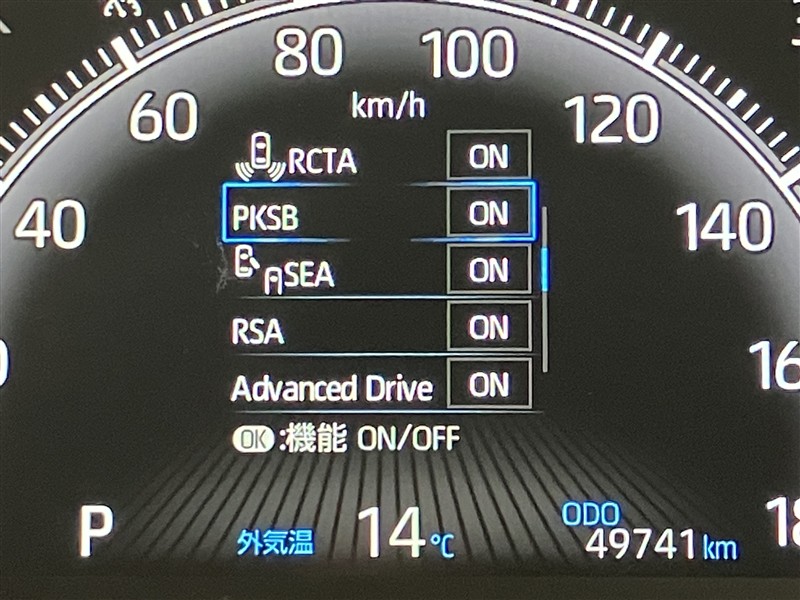 80 100
60 km/h 120
RCTA ON
40 PKSB ON 140
SEA ON
RSA ON
Advanced Drive ON
OK :機能 ON/OFF
P 外気温 14℃ ODO
49741 km